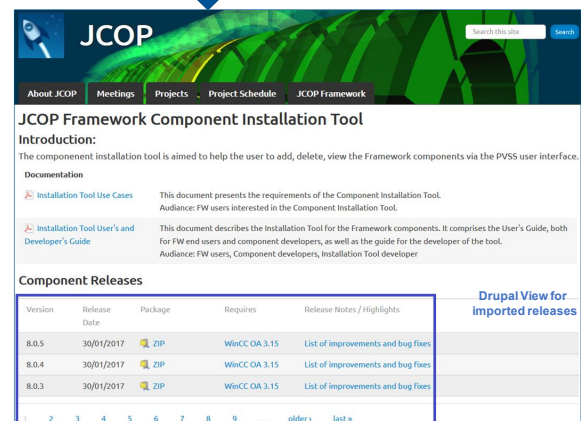 JCOP
Search this site
Search
About JCOP
Meetings
Projects
Project Schedule
JCOP Framework
JCOP Framework Component Installation Tool
Introduction:
The componenent installation tool is aimed to help the user to add, delete, view the Framework components via the PVSS user interface.
Documentation
Installation Tool Use Cases
This document presents the requirements of the Component Installation Tool.
Audiance: FW users interested in the Component Installation Tool.
Installation Tool User's and
Developer's Guide
This document describes the Installation Tool for the Framework components. It comprises the User's Guide, both
for FW end users and component developers, as well as the guide for the developer of the tool.
Audiance: FW users, Component developers, Installation Tool developer
Component Releases
Drupal View for
imported releases
Version Release Date Package Requires Release Notes / Highlights
8.0.5 30/01/2017 ZIP WinCC OA 3.15 List of improvements and bug fixes
8.0.4 30/01/2017 ZIP WinCC OA 3.15 List of improvements and bug fixes
8.0.3 30/01/2017 ZIP WinCC OA 3.15 List of improvements and bug fixes
1 2 3 4 5 6 7 8 9 … older › last »